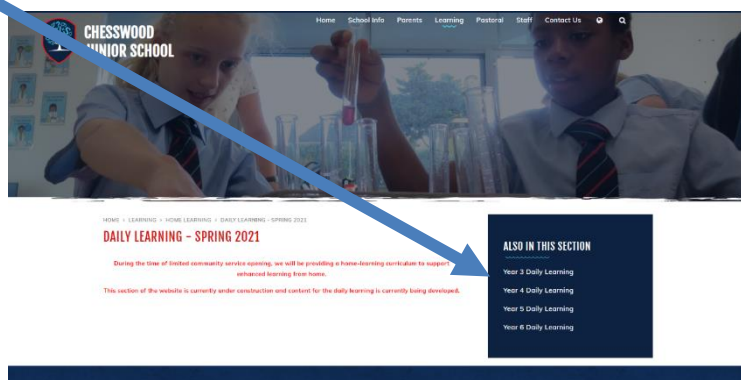 Home School Info Parents Learning Pastoral Staff Contact Us
CHESSWOOD
JUNIOR SCHOOL
HOME > LEARNING > HOME LEARNING > DAILY LEARNING - SPRING 2021
DAILY LEARNING - SPRING 2021
During the time of limited community service opening, we will be providing a home-learning curriculum to support
enhanced learning from home.
This section of the website is currently under construction and content for the daily learning is currently being developed.
ALSO IN THIS SECTION
Year 3 Daily Learning
Year 4 Daily Learning
Year 5 Daily Learning
Year 6 Daily Learning